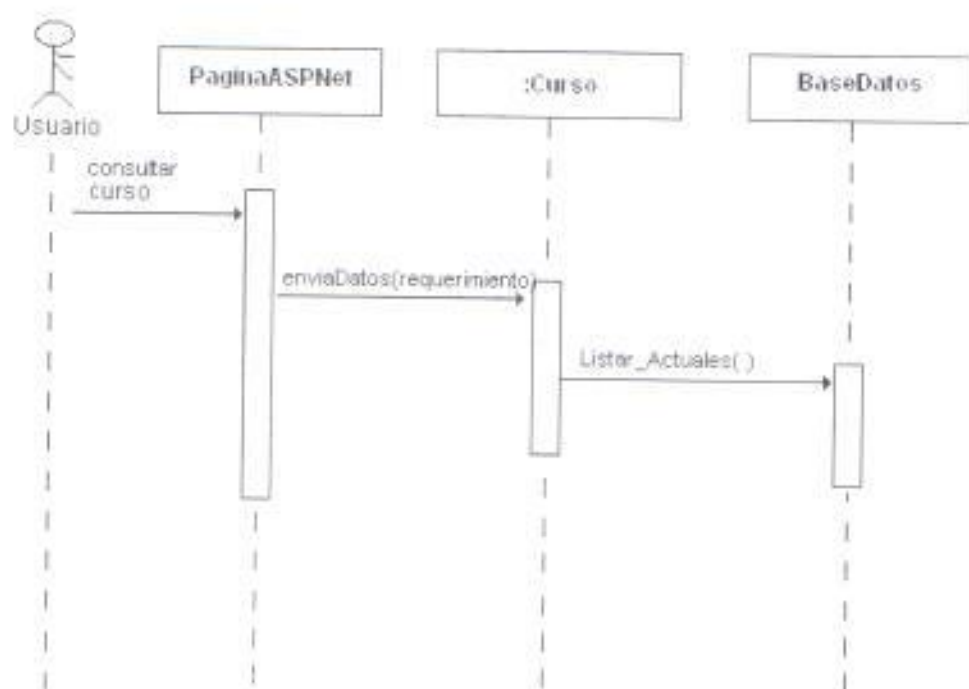 PaginaASPNet
:Curso
BaseDatos
Usuario
consultar
curso
enviaDatos(requerimiento)
Listar_Actuales( )